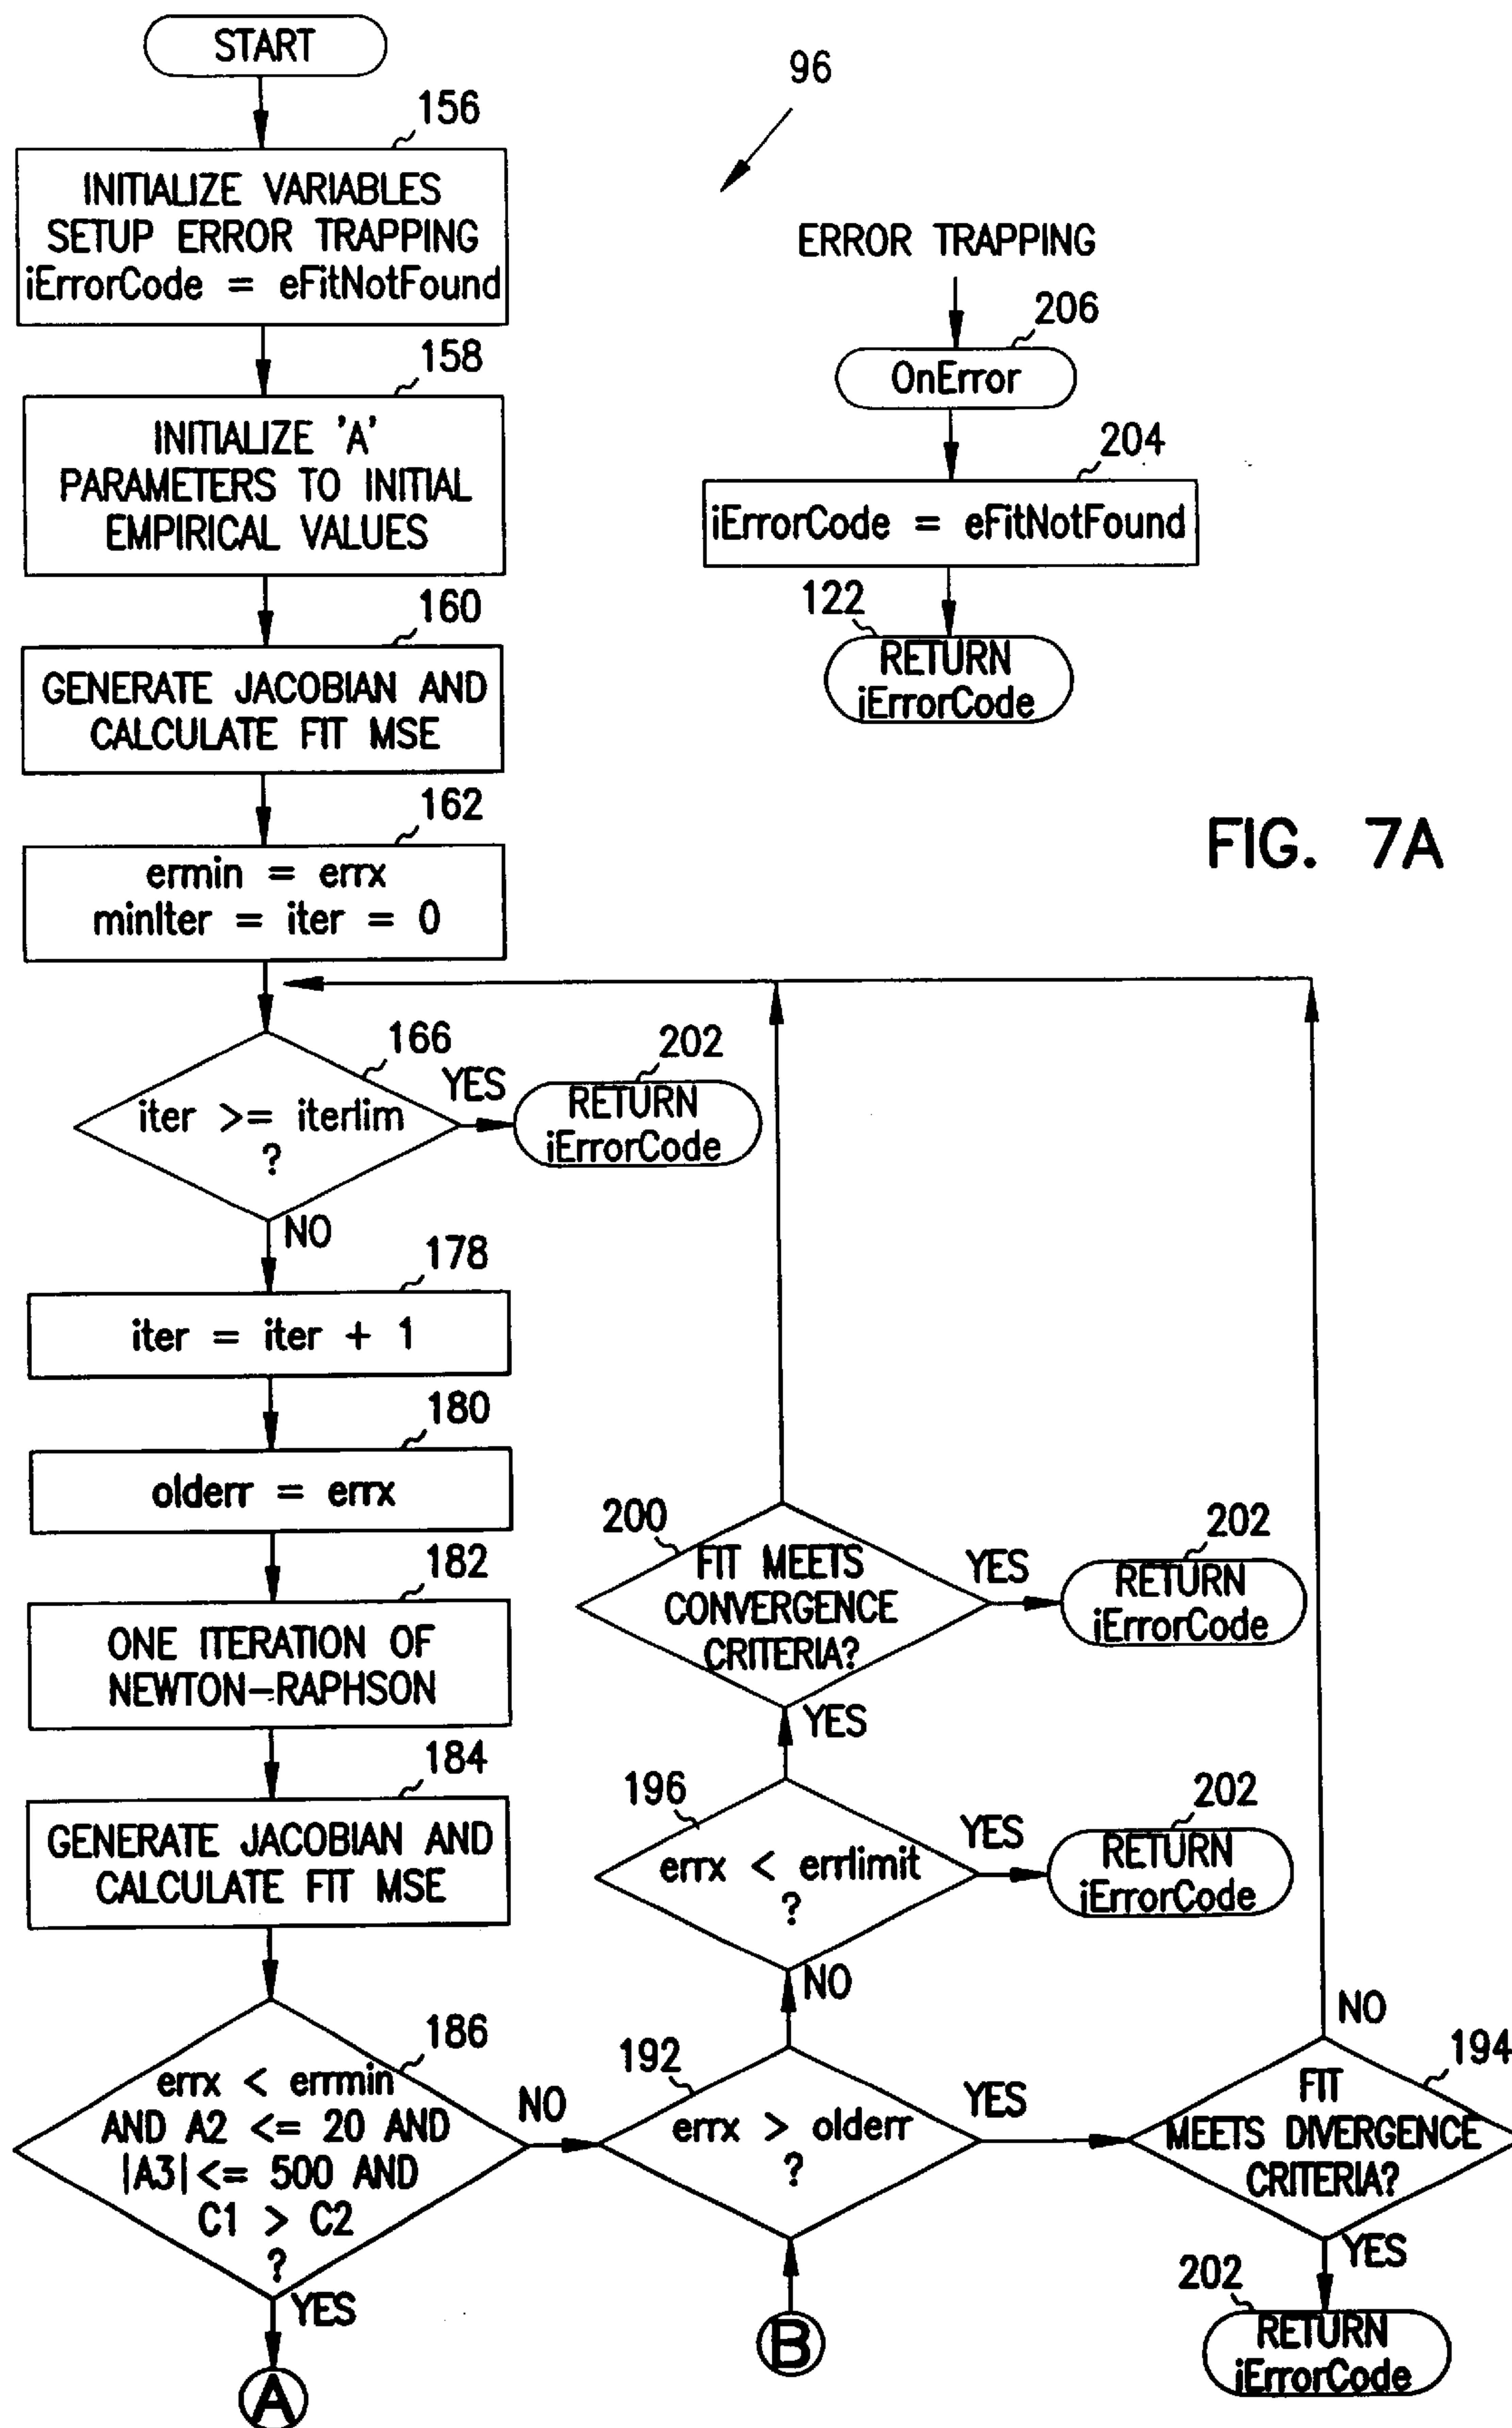 START
96
156
INITIALIZE VARIABLES
SETUP ERROR TRAPPING
iErrorCode = eFitNotFound
ERROR TRAPPING
206
OnError
158
INITIALIZE 'A'
PARAMETERS TO INITIAL
EMPIRICAL VALUES
204
iErrorCode = eFitNotFound
122
RETURN
iErrorCode
160
GENERATE JACOBIAN AND
CALCULATE FIT MSE
FIG. 7A
162
ermin = errx
minIter = iter = 0
166
iter >= iterlim
?
YES
202
RETURN
iErrorCode
NO
178
iter = iter + 1
180
olderr = errx
182
ONE ITERATION OF
NEWTON-RAPHSON
184
GENERATE JACOBIAN AND
CALCULATE FIT MSE
200
FIT MEETS
CONVERGENCE
CRITERIA?
YES
202
RETURN
iErrorCode
YES
196
errx < errlimit
?
YES
202
RETURN
iErrorCode
NO
186
errx < errmin
AND A2 <= 20 AND
|A3| <= 500 AND
C1 > C2
?
NO
YES
A
192
errx > olderr
?
YES
B
NO
194
FIT
MEETS DIVERGENCE
CRITERIA?
YES
202
RETURN
iErrorCode